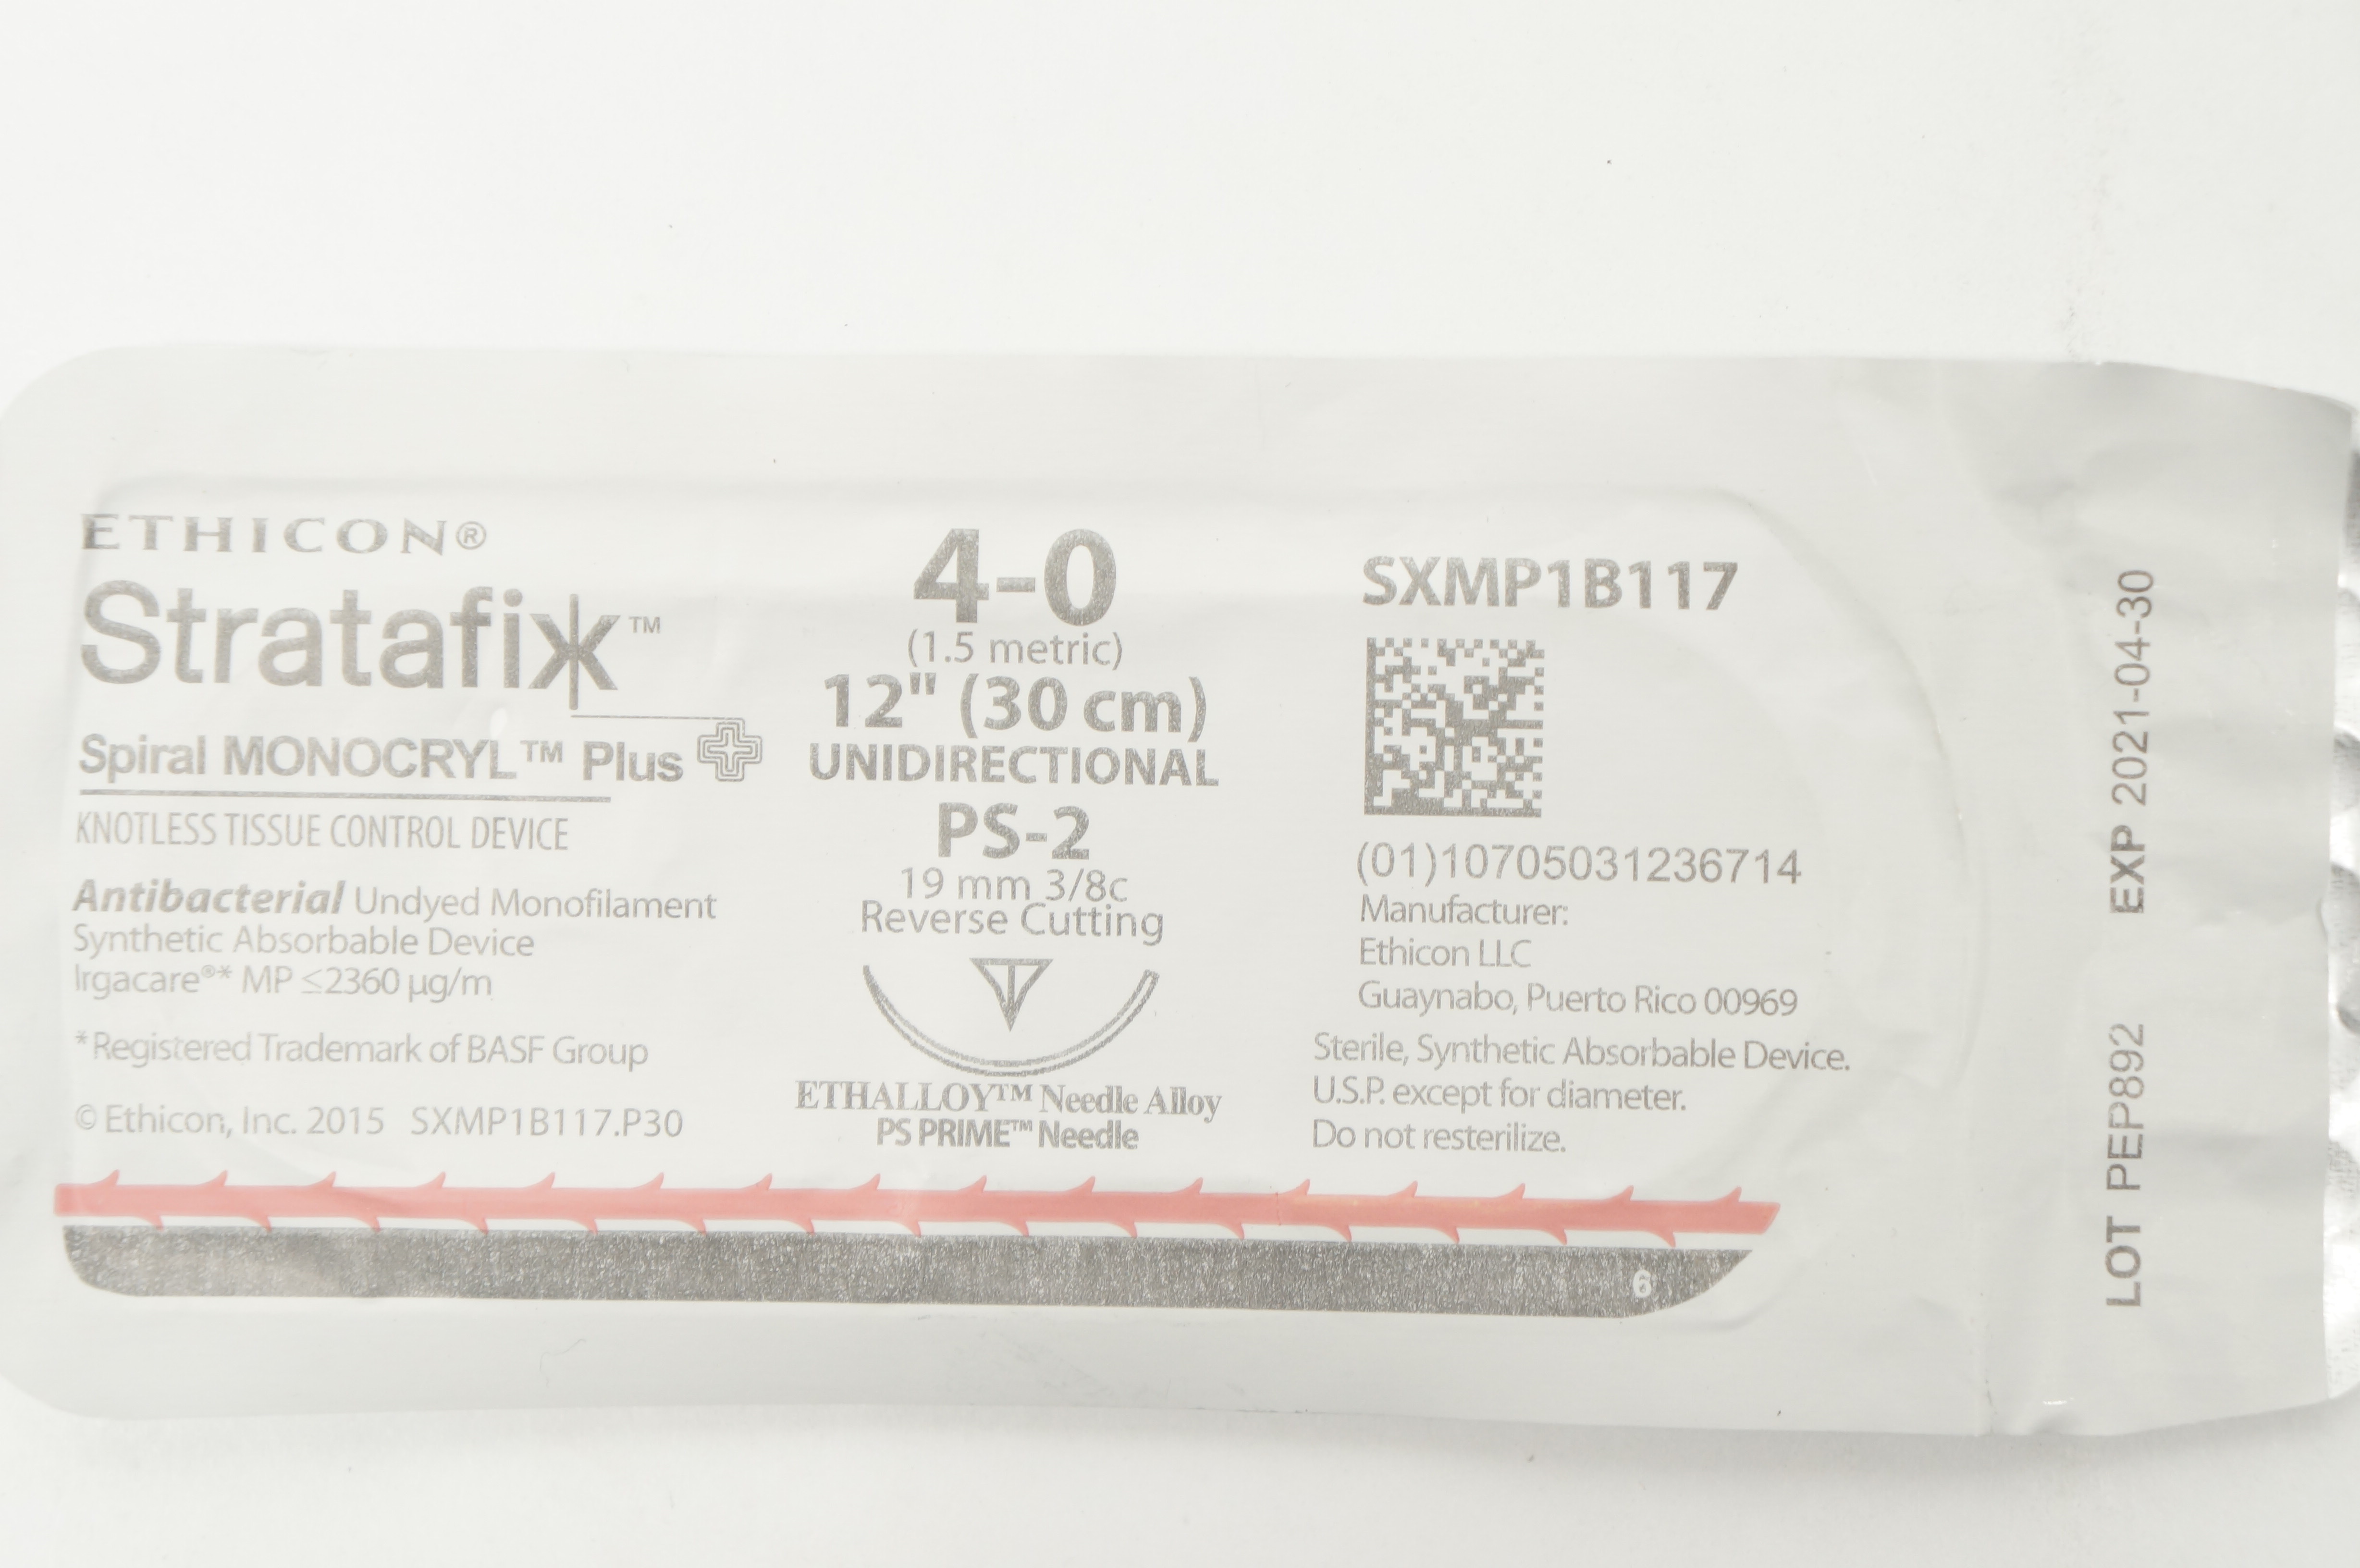 ETHICON®
Stratafix™
Spiral MONOCRYL™ Plus
KNOTLESS TISSUE CONTROL DEVICE
Antibacterial Undyed Monofilament
Synthetic Absorbable Device
Irgacare®* MP ≤2360 µg/m
*Registered Trademark of BASF Group
© Ethicon, Inc. 2015 SXMP1B117.P30
4-0
(1.5 metric)
12" (30 cm)
UNIDIRECTIONAL
PS-2
19 mm 3/8c
Reverse Cutting
ETHALLOY™ Needle Alloy
PS PRIME™ Needle
SXMP1B117
(01)10705031236714
Manufacturer:
Ethicon LLC
Guaynabo, Puerto Rico 00969
Sterile, Synthetic Absorbable Device.
U.S.P. except for diameter.
Do not resterilize.
6
LOT PEP892 EXP 2021-04-30